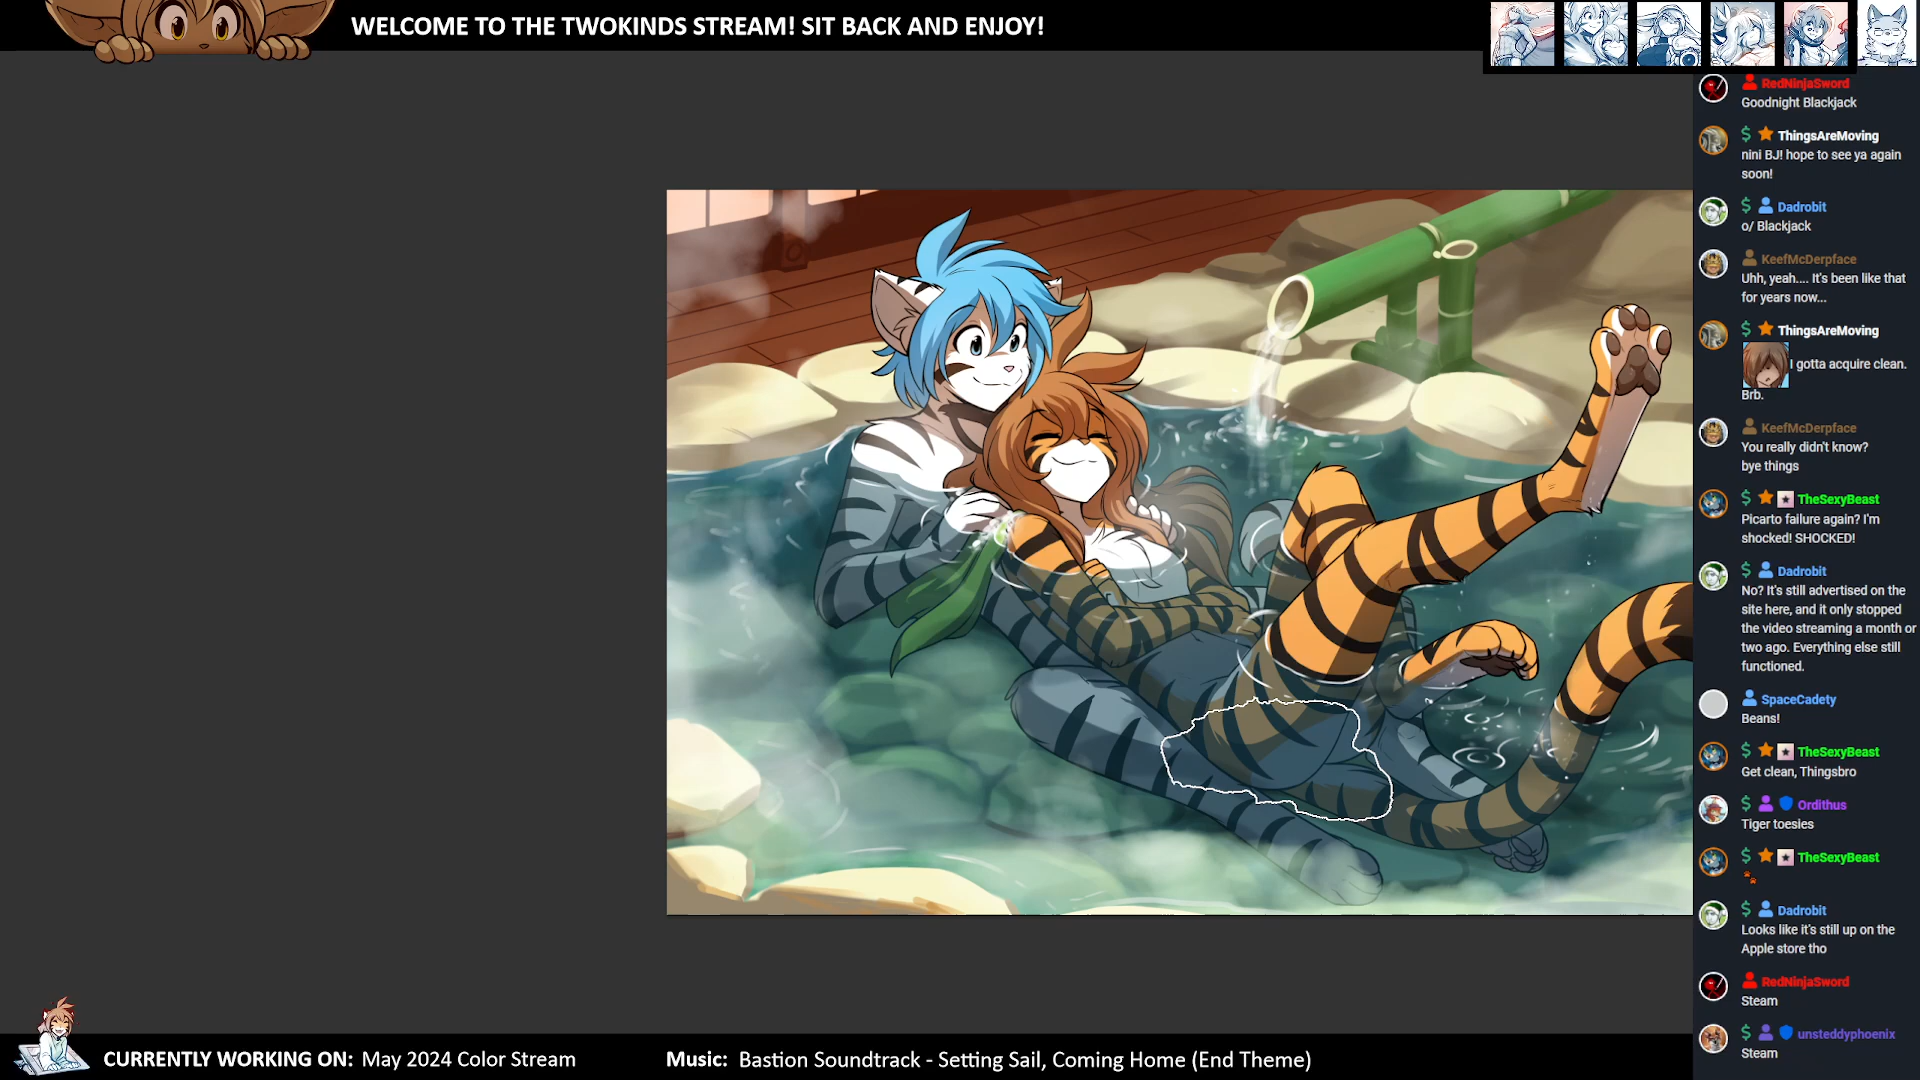 WELCOME TO THE TWOKINDS STREAM! SIT BACK AND ENJOY!
RedNinjaSword
Goodnight Blackjack
ThingsAreMoving
nini BJ! hope to see ya again
soon!
Dadrobit
o/ Blackjack
KeefMcDerpface
Uhh, yeah.... It's been like that
for years now...
ThingsAreMoving
I gotta acquire clean.
Brb.
KeefMcDerpface
You really didn't know?
bye things
TheSexyBeast
Picarto failure again? I'm
shocked! SHOCKED!
Dadrobit
No? It's still advertised on the
site here, and it only stopped
the video streaming a month or
two ago. Everything else still
functioned.
SpaceCadety
Beans!
TheSexyBeast
Get clean, Thingsbro
Ordithus
Tiger toesies
TheSexyBeast
Dadrobit
Looks like it's still up on the
Apple store tho
RedNinjaSword
Steam
unsteddyphoenix
Steam
CURRENTLY WORKING ON: May 2024 Color Stream
Music: Bastion Soundtrack - Setting Sail, Coming Home (End Theme)